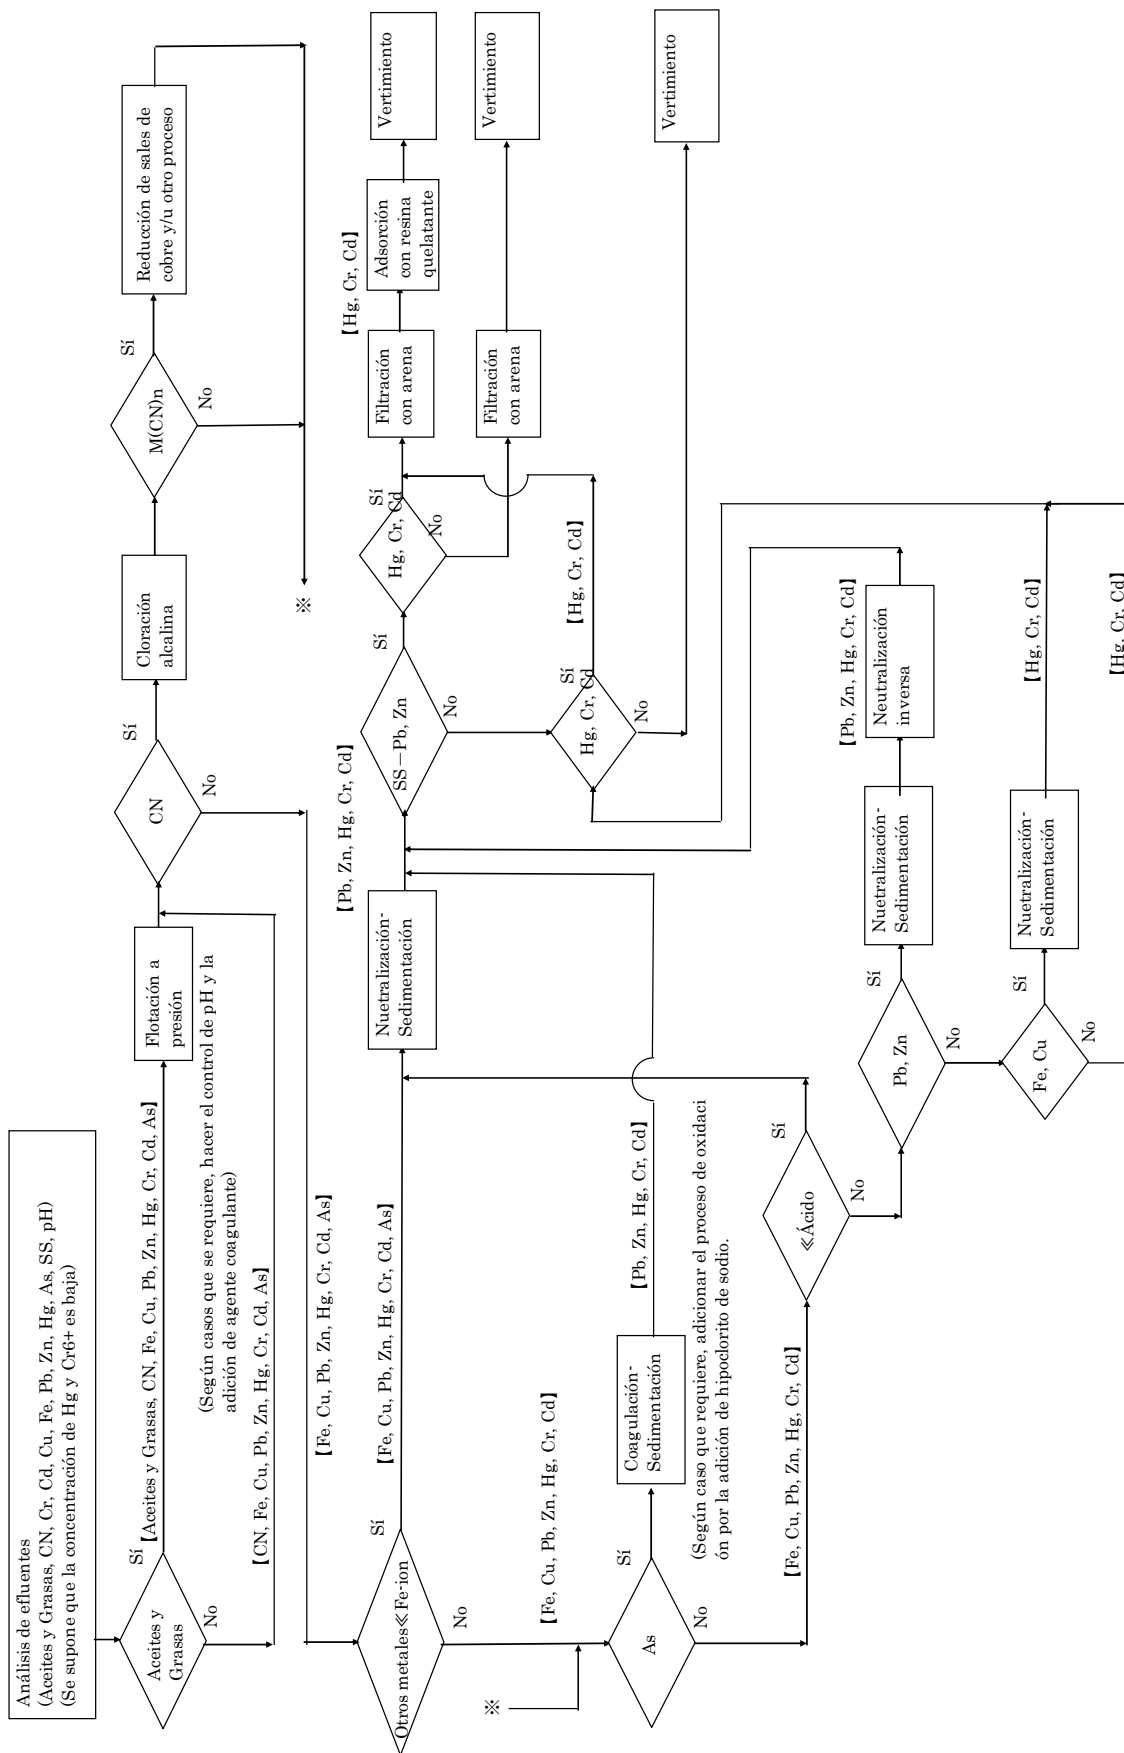 Análisis de efluentes
(Aceites y Grasas, CN, Cr, Cd, Cu, Fe, Pb, Zn, Hg, As, SS, pH)
(Se supone que la concentración de Hg y Cr6+ es baja)
Aceites y
Grasas
Sí
No
【Aceites y Grasas, CN, Fe, Cu, Pb, Zn, Hg, Cr, Cd, As】
Flotación a
presión
(Según casos que se requiere, hacer el control de pH y la
adición de agente coagulante)
【CN, Fe, Cu, Pb, Zn, Hg, Cr, Cd, As】
CN
Sí
No
Cloración
alcalina
M(CN)n
Sí
No
Reducción de sales de
cobre y/u otro proceso
※
【Fe, Cu, Pb, Zn, Hg, Cr, Cd, As】
Otros metales≪Fe-ion
Sí
No
【Fe, Cu, Pb, Zn, Hg, Cr, Cd, As】
Nuetralización-
Sedimentación
【Pb, Zn, Hg, Cr, Cd】
SS－Pb, Zn
Sí
No
Hg, Cr, Cd
Sí
No
Filtración
con arena
【Hg, Cr, Cd】
Adsorción
con resina
quelatante
Vertimiento
Filtración
con arena
Vertimiento
Hg, Cr, Cd
Sí
No
【Hg, Cr, Cd】
Vertimiento
※
【Fe, Cu, Pb, Zn, Hg, Cr, Cd】
As
Sí
No
Coagulación-
Sedimentación
【Pb, Zn, Hg, Cr, Cd】
(Según caso que requiere, adicionar el proceso de oxidaci
ón por la adición de hipoclorito de sodio.
【Fe, Cu, Pb, Zn, Hg, Cr, Cd】
≪Ácido
Sí
No
Pb, Zn
Sí
No
Nuetralización-
Sedimentación
【Pb, Zn, Hg, Cr, Cd】
Neutralización
inversa
Fe, Cu
Sí
No
Nuetralización-
Sedimentación
【Hg, Cr, Cd】
【Hg, Cr, Cd】